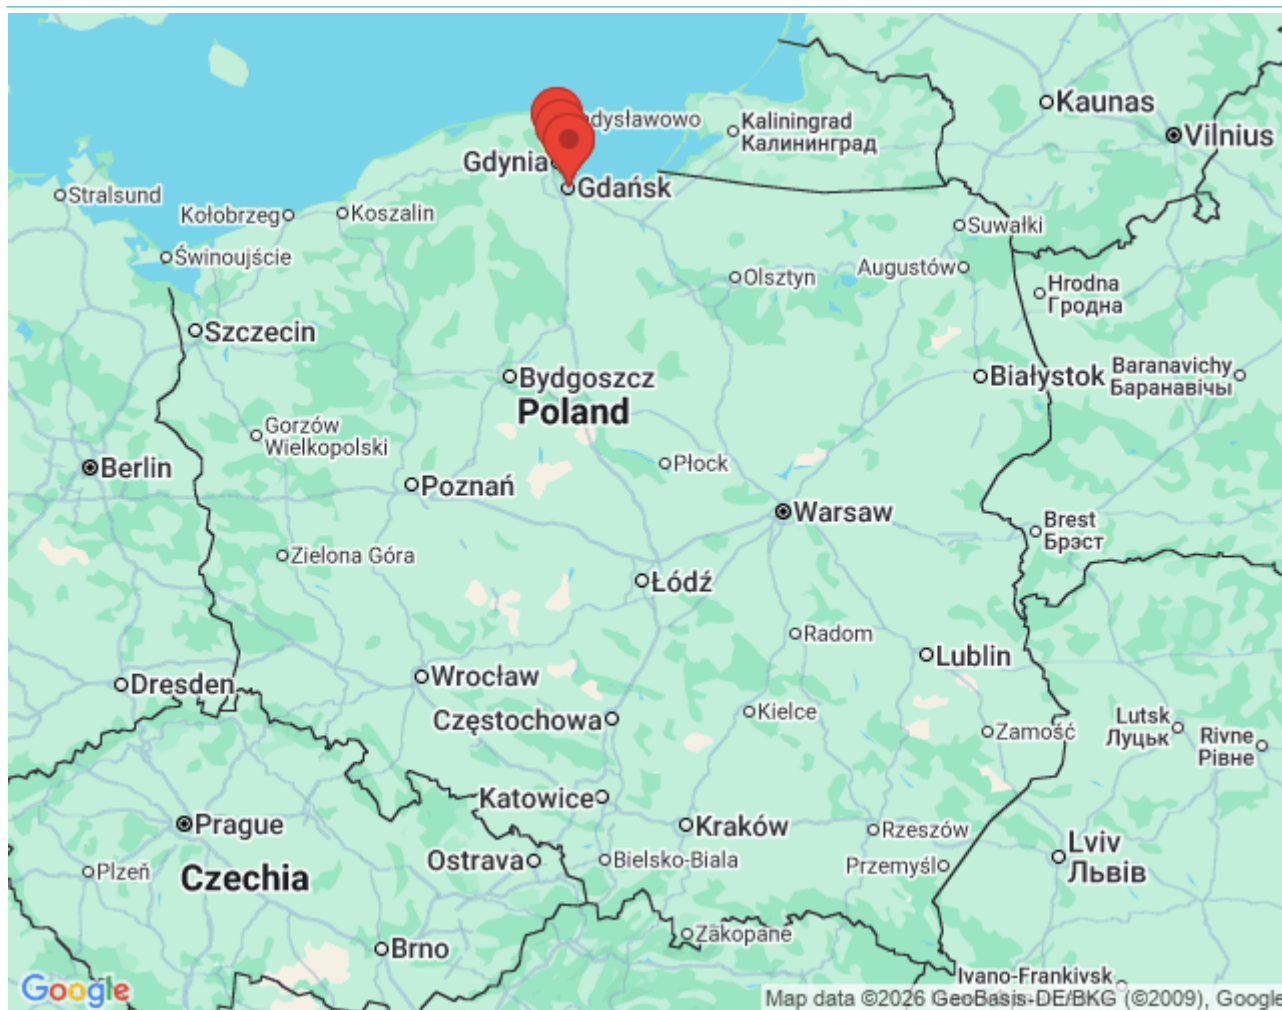 Kaunas
Vilnius
adysławowo
Kaliningrad
Калининград
Gdynia
Gdańsk
Stralsund
Kołobrzeg
Koszalin
Suwałki
Świnoujście
Augustów
Olsztyn
Hrodna
Гродна
Szczecin
Bydgoszcz
Białystok
Baranavichy
Баранавічы
Poland
Gorzów
Wielkopolski
Berlin
Płock
Poznań
Warsaw
Brest
Брэст
Zielona Góra
Łódź
Radom
Lublin
Dresden
Wrocław
Częstochowa
Kielce
Zamość
Lutsk
Луцьк
Rivne
Рівне
Katowice
Prague
Kraków
Rzeszów
Lviv
Львів
Plzeň
Czechia
Ostrava
Bielsko-Biala
Przemyśl
Zakopane
Brno
Ivano-Frankivsk
Google
Map data ©2026 GeoBasis-DE/BKG (©2009), Google